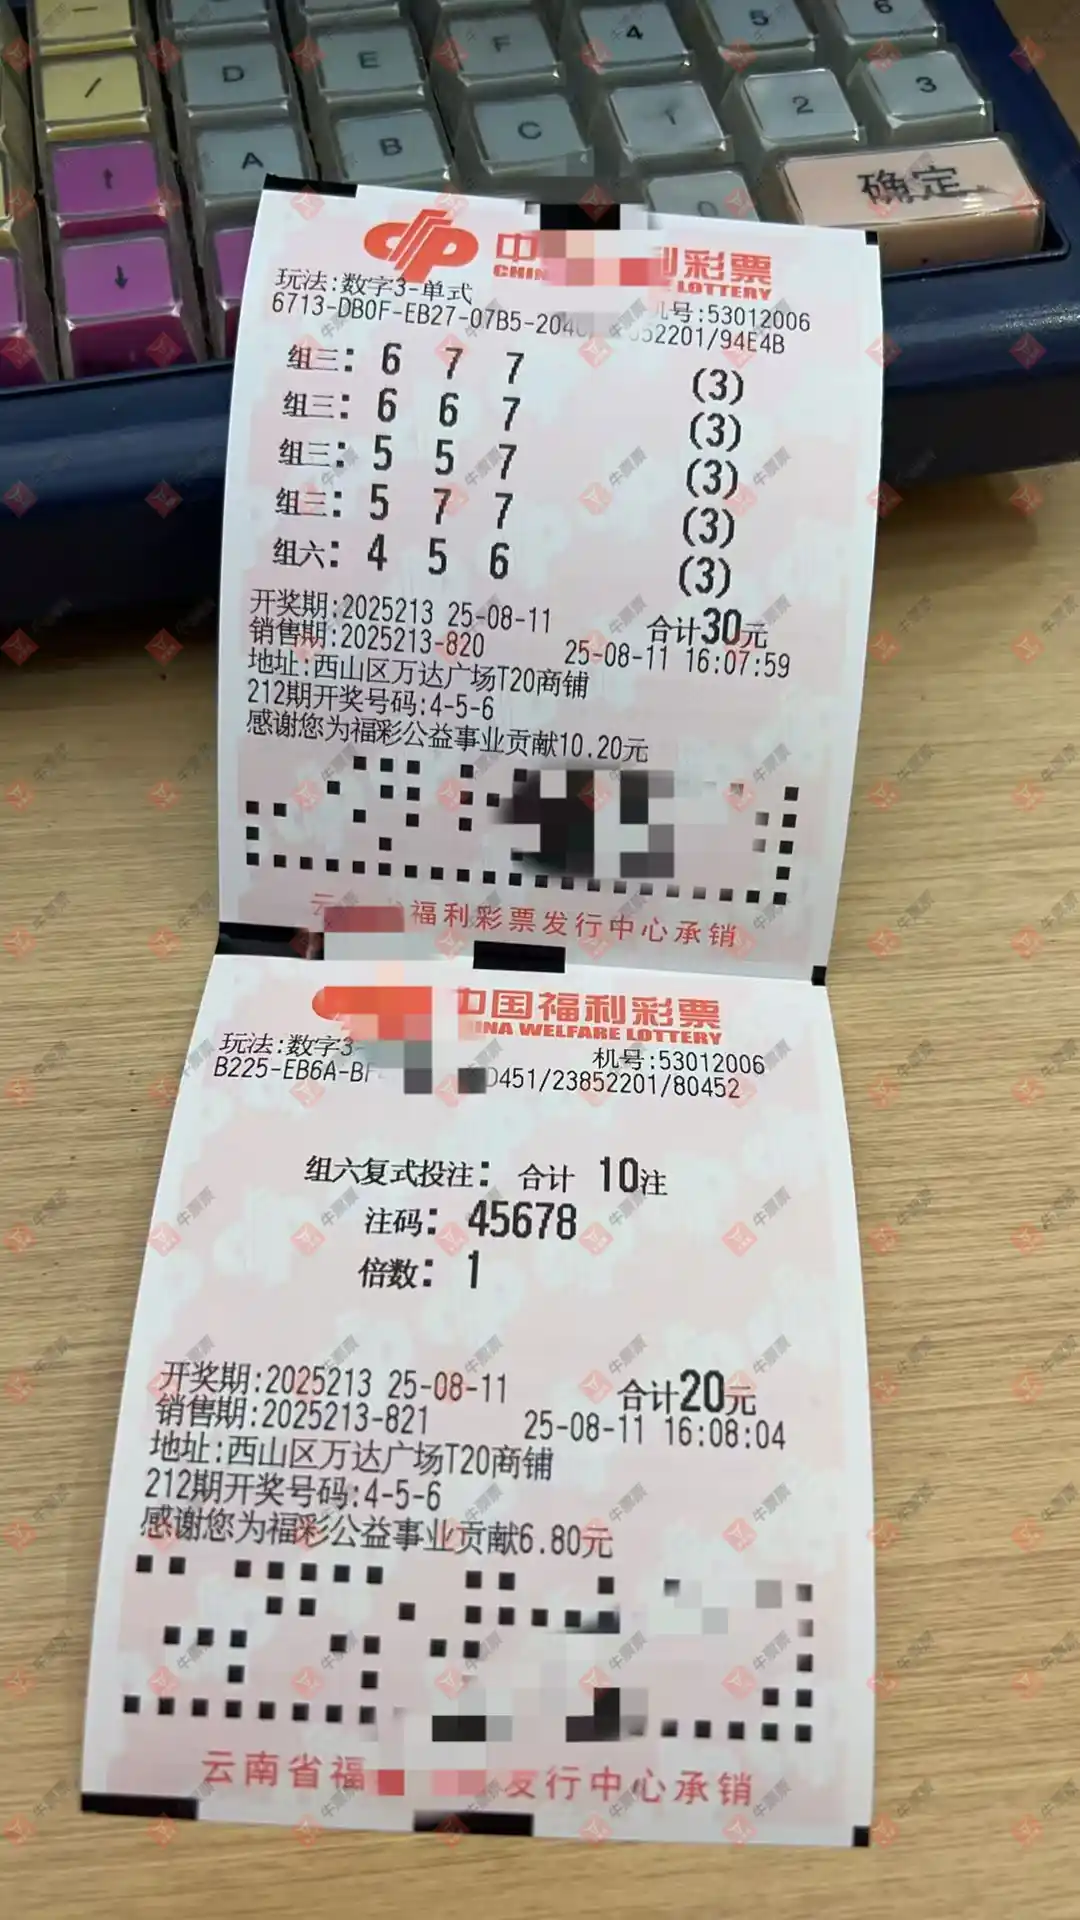 /
D
E
F
4
5
6
A
B
C
1
2
3
0
确定
↑
↓
中
利彩票
CHIN
E LOTTERY
玩法:数字3-单式
机号:53012006
6713-DB0F-EB27-07B5-204
52201/94E4B
组三: 6 7 7 (3)
组三: 6 6 7 (3)
组三: 5 5 7 (3)
组三: 5 7 7 (3)
组六: 4 5 6 (3)
开奖期:2025213 25-08-11 合计30元
销售期:2025213-820 25-08-11 16:07:59
地址:西山区万达广场T20商铺
212期开奖号码:4-5-6
感谢您为福彩公益事业贡献10.20元
云
福利彩票发行中心承销
中国福利彩票
INA WELFARE LOTTERY
玩法:数字3-
机号:53012006
B225-EB6A-BF
D451/23852201/80452
组六复式投注: 合计 10注
注码: 45678
倍数: 1
开奖期:2025213 25-08-11 合计20元
销售期:2025213-821 25-08-11 16:08:04
地址:西山区万达广场T20商铺
212期开奖号码:4-5-6
感谢您为福彩公益事业贡献6.80元
云南省福
发行中心承销
牛票票